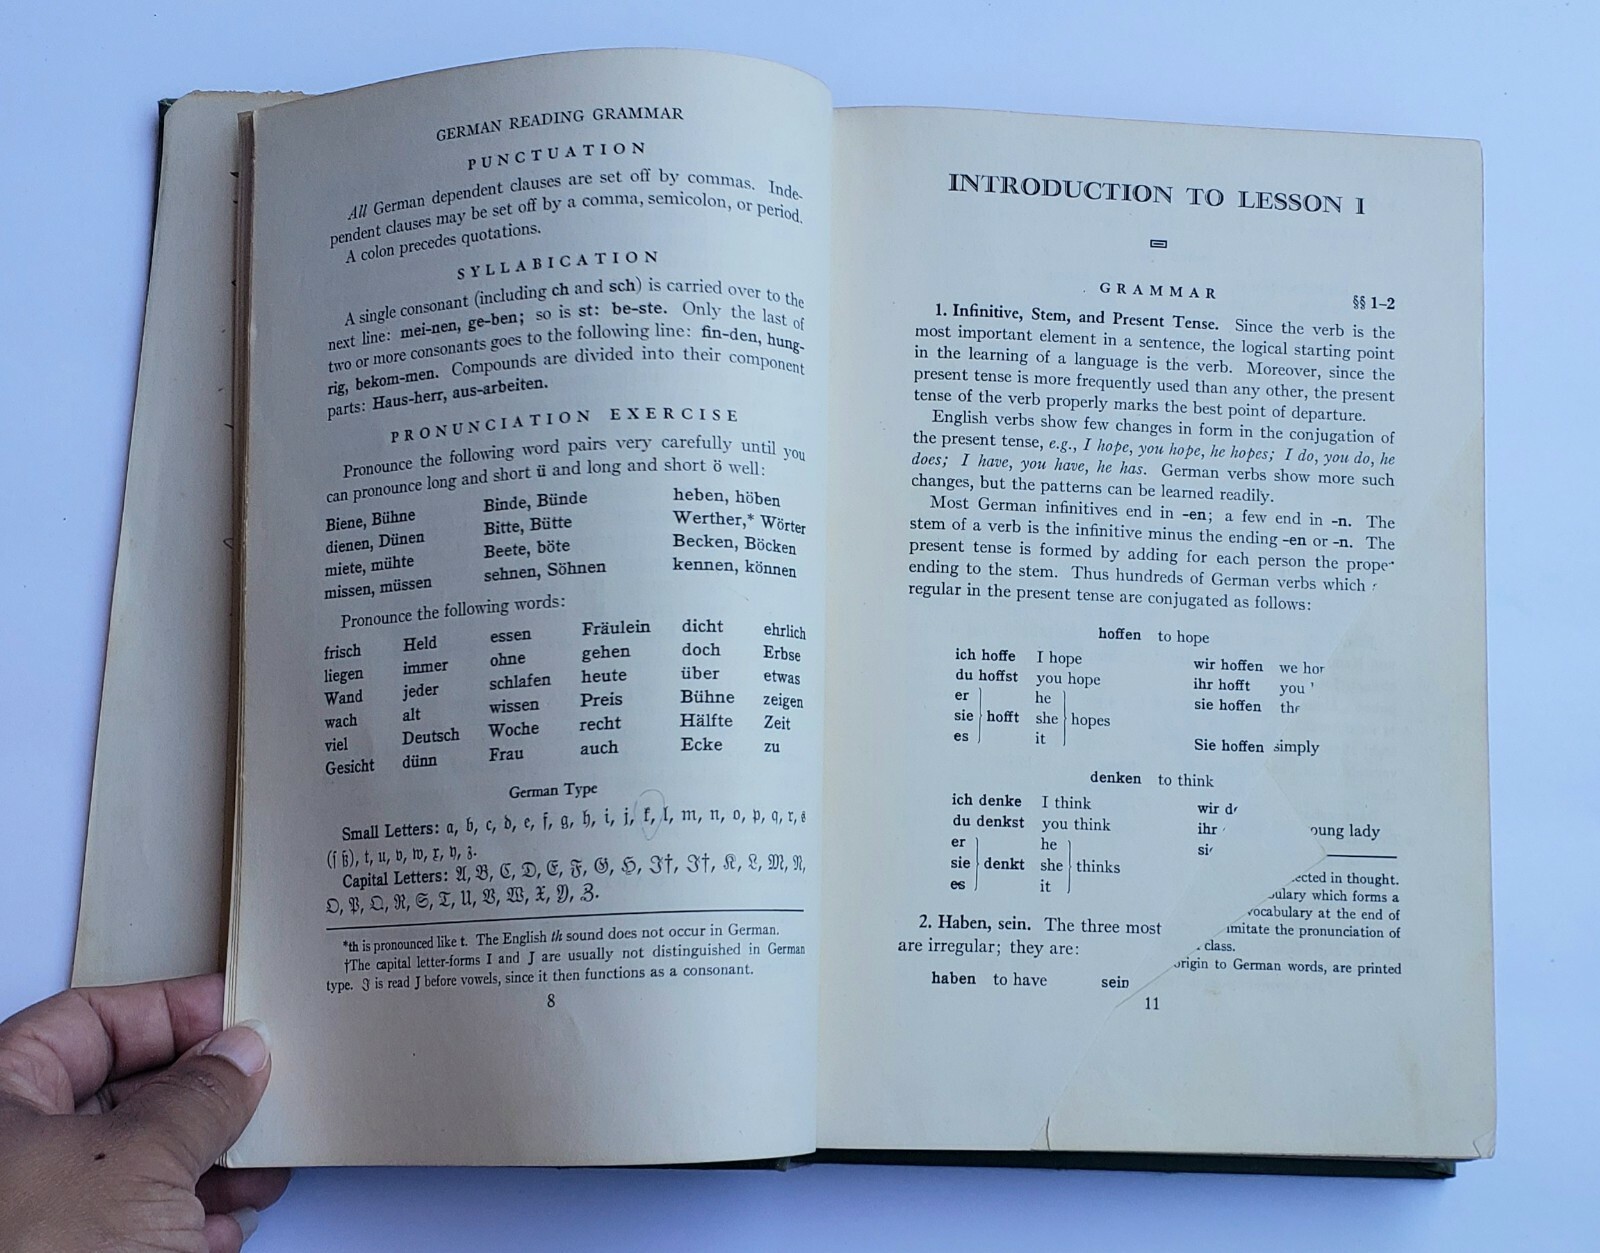 GERMAN READING GRAMMAR
PUNCTUATION
All German dependent clauses are set off by commas. Inde-
pendent clauses may be set off by a comma, semicolon, or period.
A colon precedes quotations.
SYLLABICATION
A single consonant (including ch and sch) is carried over to the
next line: mei-nen, ge-ben; so is st: be-ste. Only the last of
two or more consonants goes to the following line: fin-den, hung-
rig, bekom-men. Compounds are divided into their component
parts: Haus-herr, aus-arbeiten.
PRONUNCIATION EXERCISE
Pronounce the following word pairs very carefully until you
can pronounce long and short ü and long and short ö well:
Biene, Bühne Binde, Bünde heben, höben
dienen, Dünen Bitte, Bütte Werther,* Wörter
miete, mühte Beete, böte Becken, Böcken
missen, müssen sehnen, Söhnen kennen, können
Pronounce the following words:
frisch Held essen Fräulein dicht ehrlich
liegen immer ohne gehen doch Erbse
Wand jeder schlafen heute über etwas
wach alt wissen Preis Bühne zeigen
viel Deutsch Woche recht Hälfte Zeit
Gesicht dünn Frau auch Ecke zu
German Type
Small Letters: a, b, c, d, e, f, g, h, i, j, k, l, m, n, o, p, q, r, s
(ſ ß), t, u, v, w, x, y, z.
Capital Letters: A, B, C, D, E, F, G, H, I†, J†, K, L, M, N,
O, P, Q, R, S, T, U, V, W, X, Y, Z.
*th is pronounced like t. The English th sound does not occur in German.
†The capital letter-forms I and J are usually not distinguished in German
type. J is read J before vowels, since it then functions as a consonant.
8
INTRODUCTION TO LESSON I
GRAMMAR §§ 1–2
1. Infinitive, Stem, and Present Tense. Since the verb is the
most important element in a sentence, the logical starting point
in the learning of a language is the verb. Moreover, since the
present tense is more frequently used than any other, the present
tense of the verb properly marks the best point of departure.
English verbs show few changes in form in the conjugation of
the present tense, e.g., I hope, you hope, he hopes; I do, you do, he
does; I have, you have, he has. German verbs show more such
changes, but the patterns can be learned readily.
Most German infinitives end in -en; a few end in -n. The
stem of a verb is the infinitive minus the ending -en or -n. The
present tense is formed by adding for each person the prope
ending to the stem. Thus hundreds of German verbs which
regular in the present tense are conjugated as follows:
hoffen to hope
ich hoffe I hope wir hoffen we
du hoffst you hope ihr hofft you
er he sie hoffen the
sie hofft she hopes
es it Sie hoffen simply
denken to think
ich denke I think wir d
du denkst you think ihr oung lady
er he si
sie denkt she thinks
es it
ected in thought.
ulary which forms a
vocabulary at the end of
2. Haben, sein. The three most imitate the pronunciation of
are irregular; they are: class.
origin to German words, are printed
haben to have sein
11